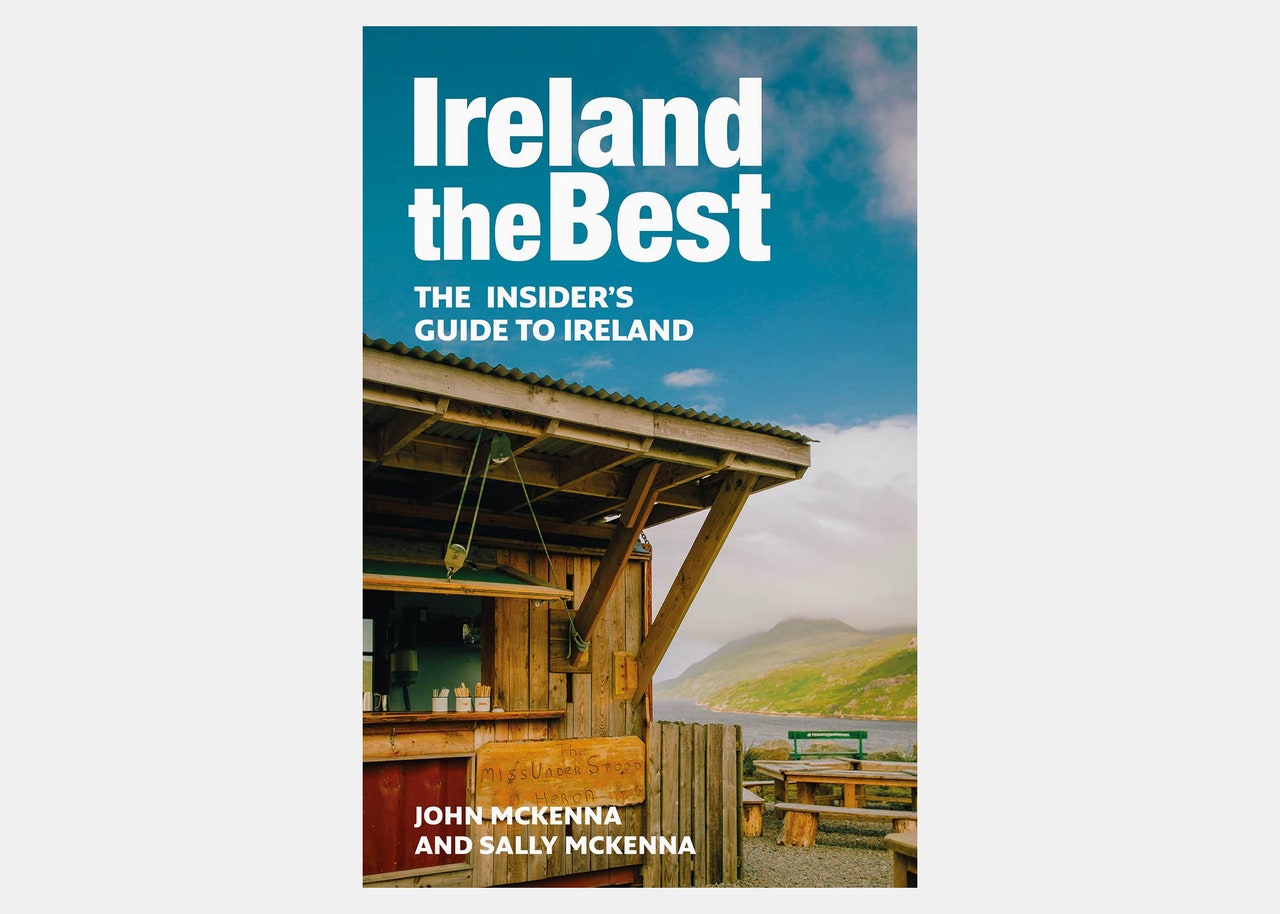 Ireland
the Best
THE INSIDER'S
GUIDE TO IRELAND
The
MissUnderStood
Heron
JOHN MCKENNA
AND SALLY MCKENNA